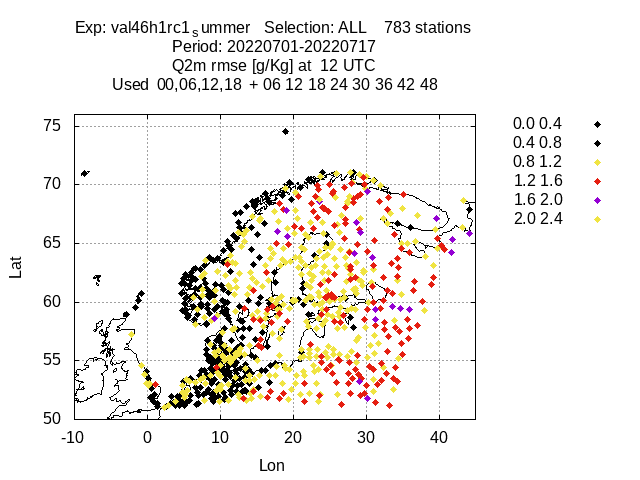 Exp: val46h1rc1summer Selection: ALL 783 stations
Period: 20220701-20220717
Q2m rmse [g/Kg] at 12 UTC
Used 00,06,12,18 + 06 12 18 24 30 36 42 48
0.0 0.4
0.4 0.8
0.8 1.2
1.2 1.6
1.6 2.0
2.0 2.4
75
70
65
60
55
50
Lat
-10 0 10 20 30 40
Lon